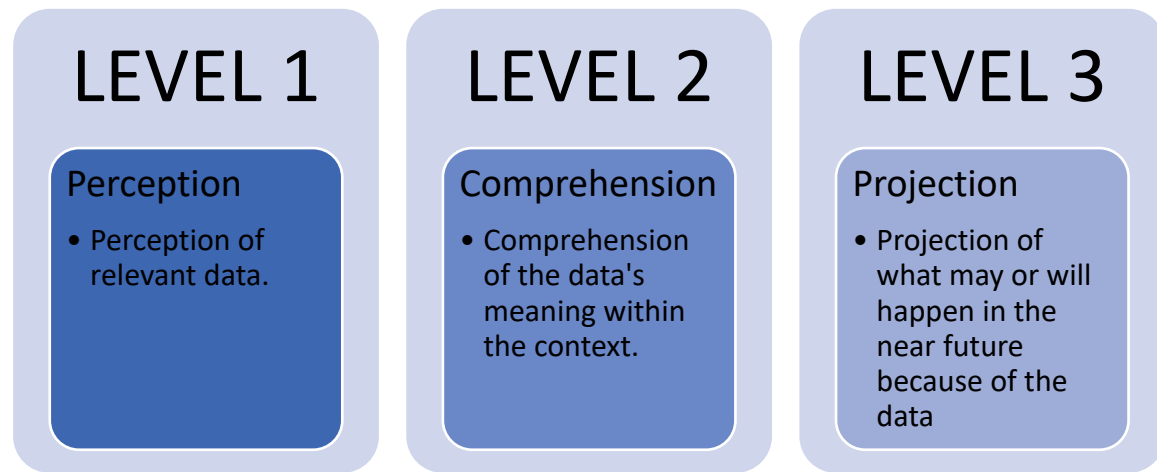 LEVEL 1
Perception
• Perception of
relevant data.
LEVEL 2
Comprehension
• Comprehension
of the data's
meaning within
the context.
LEVEL 3
Projection
• Projection of
what may or will
happen in the
near future
because of the
data